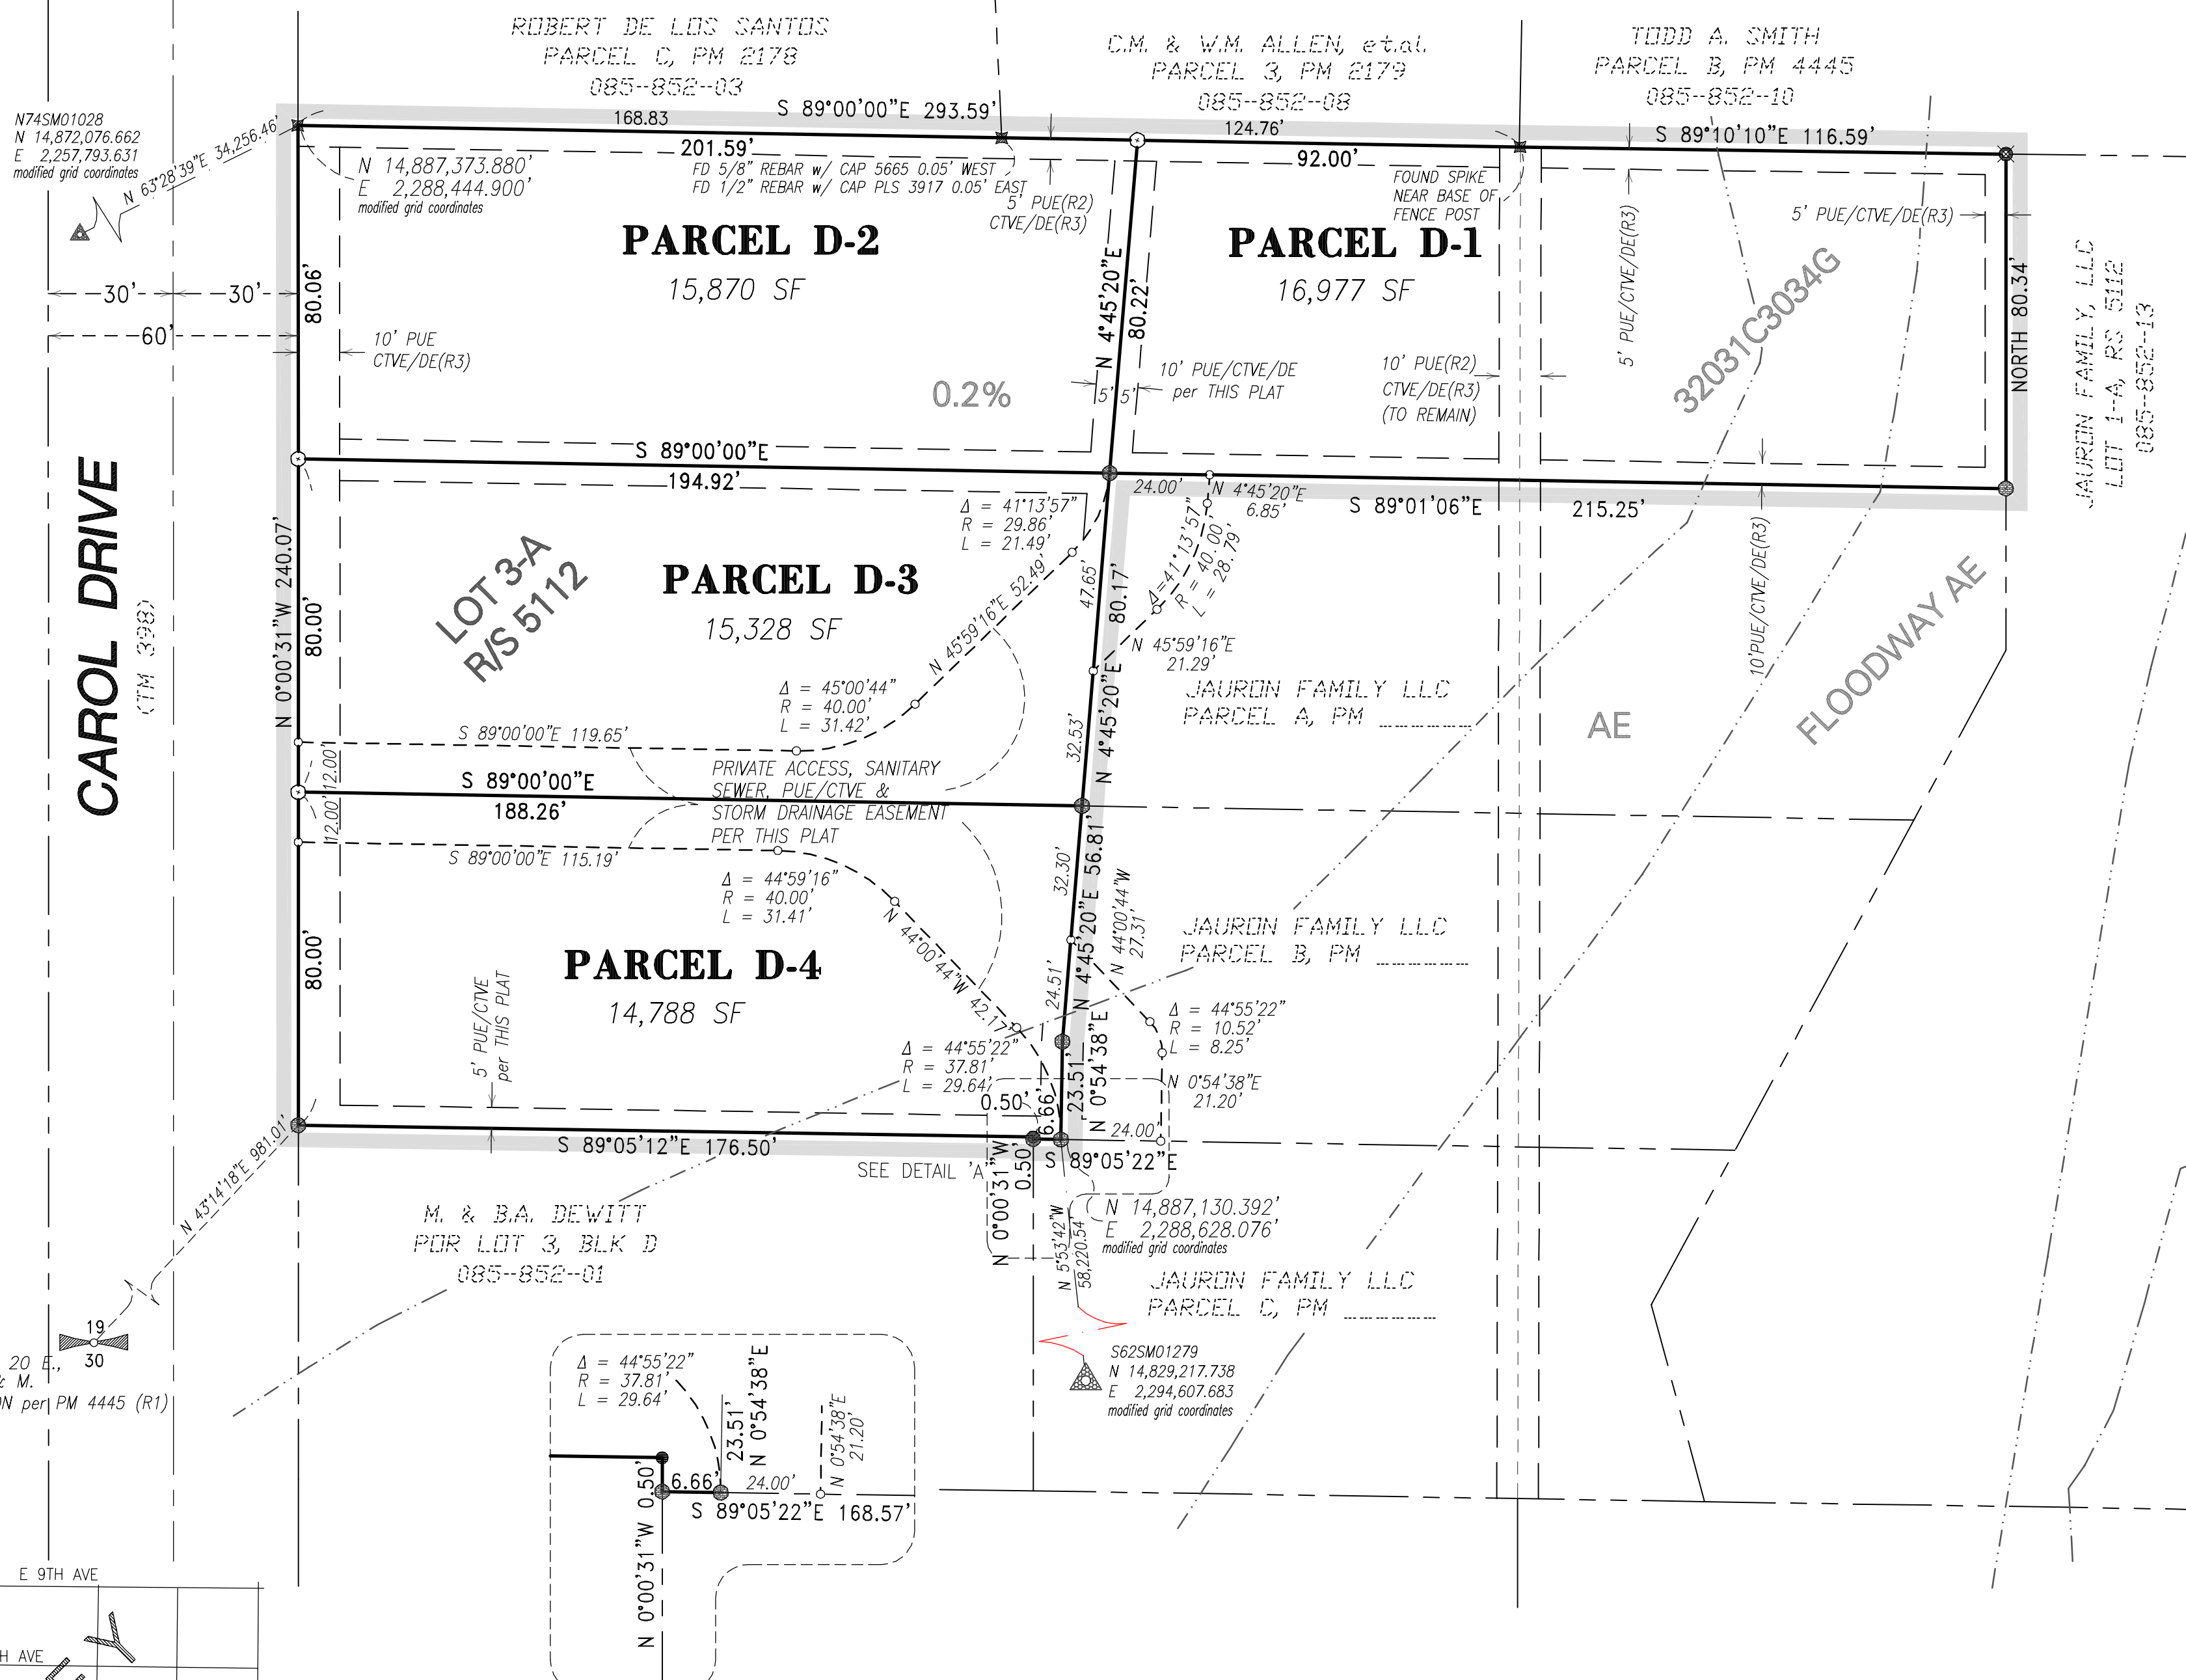 ROBERT DE LOS SANTOS
PARCEL C, PM 2178
085-852-03
C.M. & W.M. ALLEN, et.al.
PARCEL 3, PM 2179
085-852-08
TODD A. SMITH
PARCEL B, PM 4445
085-852-10
N74SM01028
N 14,872,076.662
E 2,257,793.631
modified grid coordinates
N 63°28'39"E 34,256.46'
168.83
S 89°00'00"E 293.59'
124.76'
S 89°10'10"E 116.59'
201.59'
92.00'
N 14,887,373.880'
E 2,288,444.900'
modified grid coordinates
FD 5/8" REBAR w/ CAP 5665 0.05' WEST
FD 1/2" REBAR w/ CAP PLS 3917 0.05' EAST
5' PUE(R2)
CTVE/DE(R3)
FOUND SPIKE
NEAR BASE OF
FENCE POST
5' PUE/CTVE/DE(R3)
5' PUE/CTVE/DE(R3)
PARCEL D-2
15,870 SF
PARCEL D-1
16,977 SF
32031C3034G
NORTH 80.34'
JAURON FAMILY, LLC
LOT 1-A, RS 5112
085-852-13
30'
30'
60'
80.06'
10' PUE
CTVE/DE(R3)
N 4°45'20"E
80.22'
0.2%
5'
5'
10' PUE/CTVE/DE
per THIS PLAT
10' PUE(R2)
CTVE/DE(R3)
(TO REMAIN)
S 89°00'00"E
194.92'
24.00'
N 4°45'20"E
6.85'
S 89°01'06"E
215.25'
CAROL DRIVE
(TM 398)
N 0°00'31"W 240.07'
LOT 3-A
R/S 5112
Δ = 41°13'57"
R = 29.86'
L = 21.49'
Δ=41°13'57"
R = 40.00'
L = 28.79'
10'PUE/CTVE/DE(R3)
PARCEL D-3
15,328 SF
80.00'
N 45°59'16"E 52.49'
47.65'
80.17'
N 45°59'16"E
21.29'
JAURON FAMILY LLC
PARCEL A, PM ______
AE
FLOODWAY AE
Δ = 45°00'44"
R = 40.00'
L = 31.42'
32.53'
N 4°45'20"E
S 89°00'00"E 119.65'
12.00'
12.00'
PRIVATE ACCESS, SANITARY
SEWER, PUE/CTVE &
STORM DRAINAGE EASEMENT
PER THIS PLAT
S 89°00'00"E
188.26'
S 89°00'00"E 115.19'
Δ = 44°59'16"
R = 40.00'
L = 31.41'
32.30'
N 4°45'20"E 56.81'
N 44°00'44"W
27.31'
N 44°00'44"W 42.17'
JAURON FAMILY LLC
PARCEL B, PM ______
PARCEL D-4
14,788 SF
80.00'
5' PUE/CTVE
per THIS PLAT
24.51'
Δ = 44°55'22"
R = 10.52'
L = 8.25'
Δ = 44°55'22"
R = 37.81'
L = 29.64'
0.50'
6.66'
23.51'
N 0°54'38"E
N 0°54'38"E
21.20'
24.00'
S 89°05'12"E 176.50'
SEE DETAIL 'A'
N 0°00'31"W
0.50'
S 89°05'22"E
N 43°14'18"E 981.01'
M. & B.A. DEWITT
POR LOT 3, BLK D
085-852-01
N 5°53'42"W
58,220.54'
N 14,887,130.392'
E 2,288,628.076'
modified grid coordinates
JAURON FAMILY LLC
PARCEL C, PM ______
S62SM01279
N 14,829,217.738
E 2,294,607.683
modified grid coordinates
19
30
20 E.,
& M.
ON per PM 4445 (R1)
Δ = 44°55'22"
R = 37.81'
L = 29.64'
23.51'
N 0°54'38"E
N 0°54'38"E
21.20'
N 0°00'31"W 0.50'
6.66'
24.00'
S 89°05'22"E 168.57'
E 9TH AVE
H AVE
Y